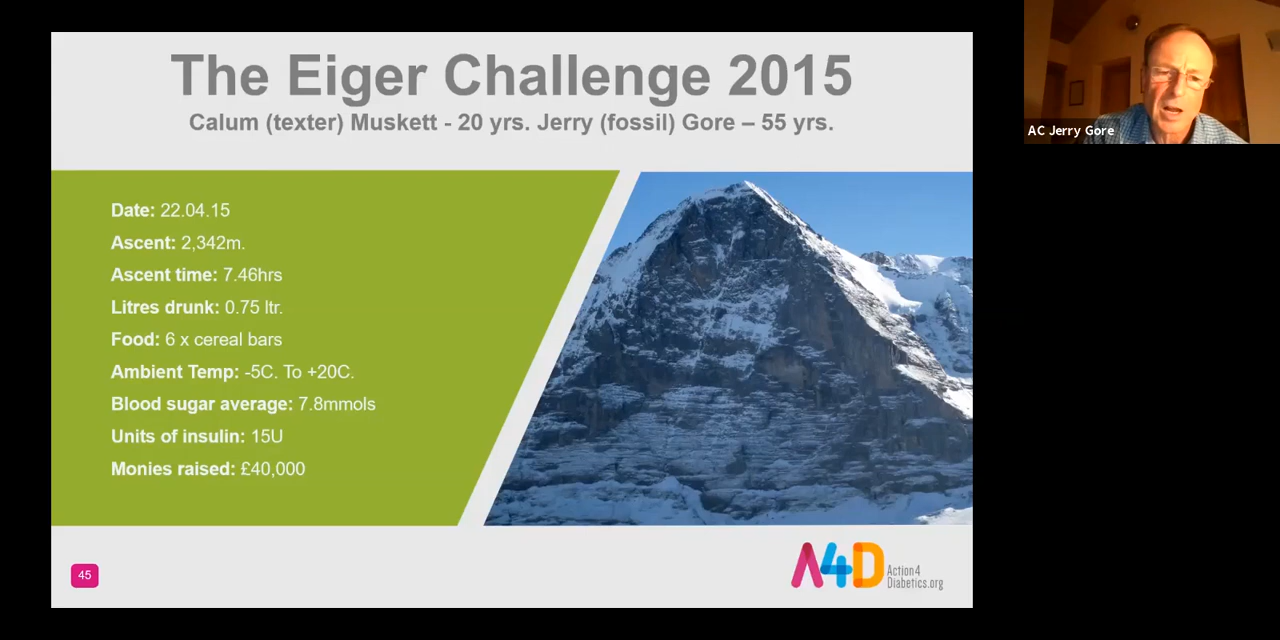 The Eiger Challenge 2015
Calum (texter) Muskett - 20 yrs. Jerry (fossil) Gore – 55 yrs.
AC Jerry Gore
Date: 22.04.15
Ascent: 2,342m.
Ascent time: 7.46hrs
Litres drunk: 0.75 ltr.
Food: 6 x cereal bars
Ambient Temp: -5C. To +20C.
Blood sugar average: 7.8mmols
Units of insulin: 15U
Monies raised: £40,000
45
A4D
Action4
Diabetics.org